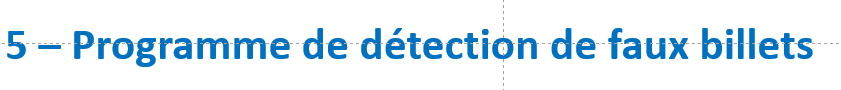 5 – Programme de détection de faux billets